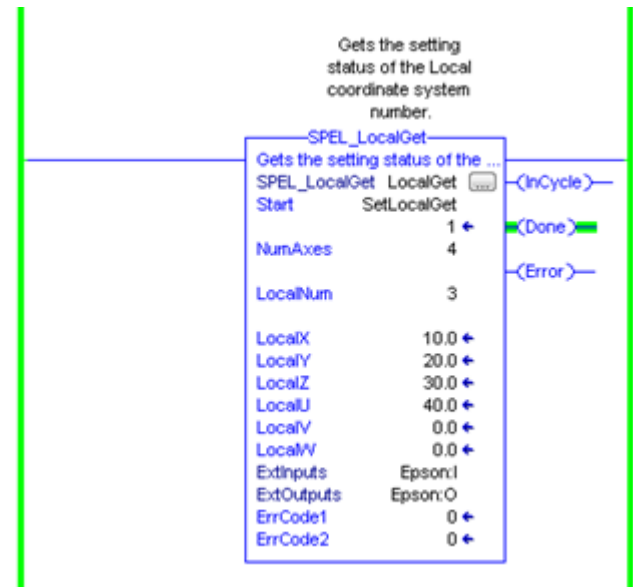 Gets the setting
status of the Local
coordinate system
number.
SPEL_LocalGet
Gets the setting status of the ...
SPEL_LocalGet LocalGet ...
(InCycle)
Start SetLocalGet
1
(Done)
NumAxes 4
(Error)
LocalNum 3
LocalX 10.0
LocalY 20.0
LocalZ 30.0
LocalU 40.0
LocalV 0.0
LocalW 0.0
ExtInputs Epson:I
ExtOutputs Epson:O
ErrCode1 0
ErrCode2 0